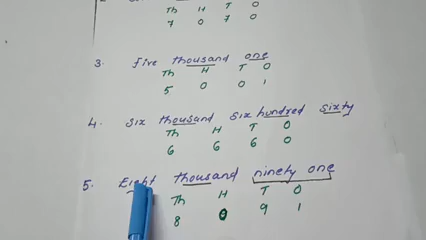 Th H T O
7 0 7 0
3. Five thousand one
Th H T O
5 0 0 1
4. Six thousand Six hundred sixty
Th H T O
6 6 6 0
5. Eight thousand ninety one
Th H T O
8 0 9 1